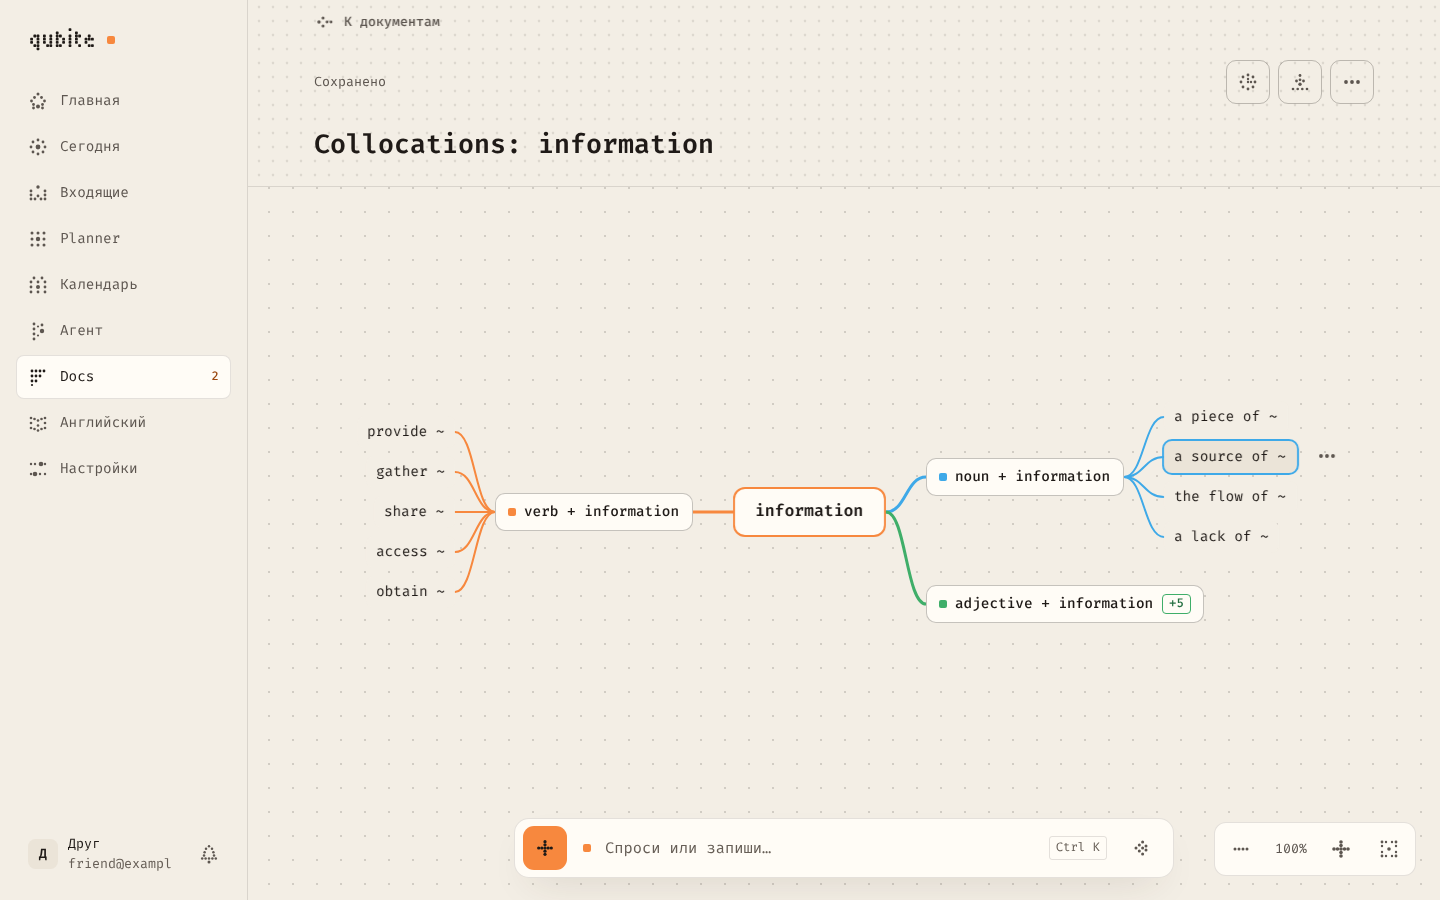 qubite
Главная
Сегодня
Входящие
Planner
Календарь
Агент
Docs 2
Английский
Настройки
Д
Друг
friend@exampl
К документам
Сохранено
Collocations: information
provide ~
gather ~
share ~
access ~
obtain ~
verb + information
information
noun + information
a piece of ~
a source of ~
the flow of ~
a lack of ~
adjective + information +5
Спроси или запиши… Ctrl K
100%